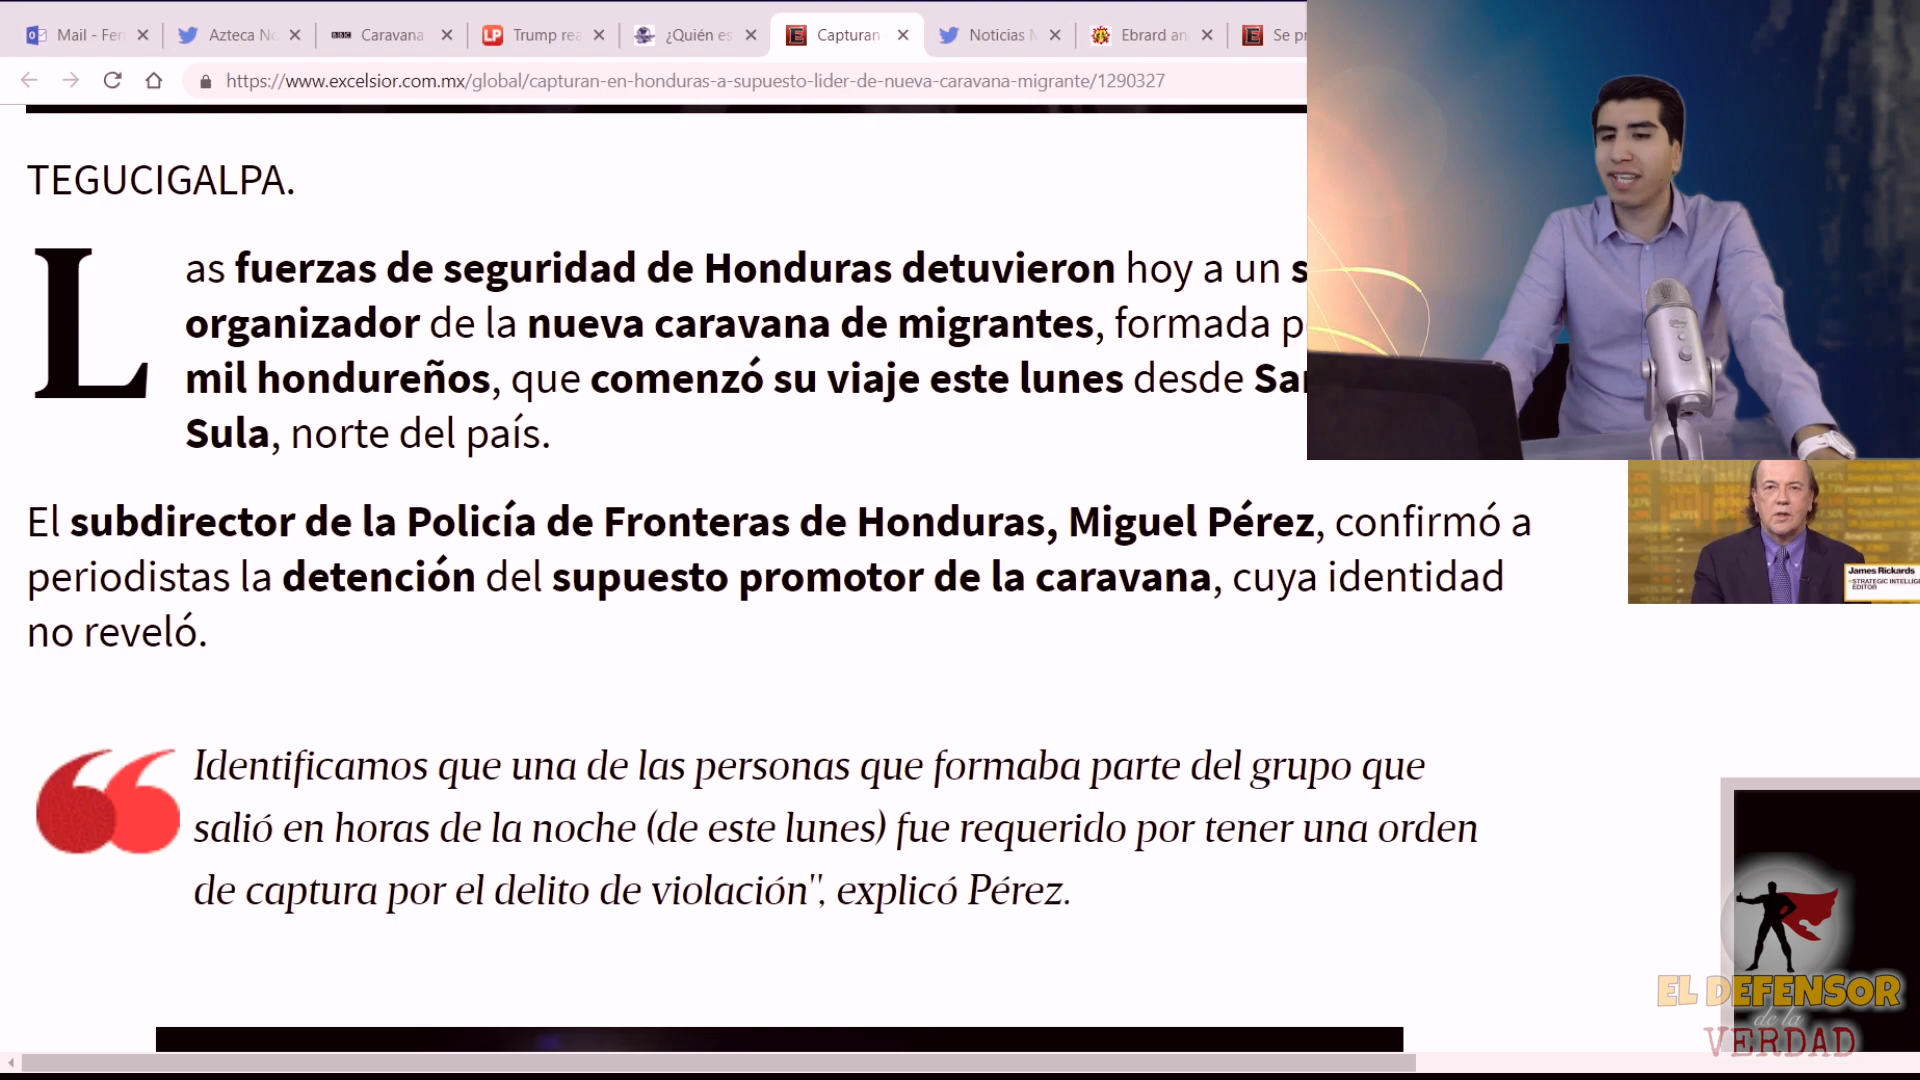 Mail - Fer
Azteca No
Caravana
Trump rea
¿Quién es
Capturan
Noticias M
Ebrard an
Se pr
https://www.excelsior.com.mx/global/capturan-en-honduras-a-supuesto-lider-de-nueva-caravana-migrante/1290327
TEGUCIGALPA.
Las fuerzas de seguridad de Honduras detuvieron hoy a un s
organizador de la nueva caravana de migrantes, formada p
mil hondureños, que comenzó su viaje este lunes desde Sa
Sula, norte del país.
El subdirector de la Policía de Fronteras de Honduras, Miguel Pérez, confirmó a
periodistas la detención del supuesto promotor de la caravana, cuya identidad
no reveló.
Identificamos que una de las personas que formaba parte del grupo que
salió en horas de la noche (de este lunes) fue requerido por tener una orden
de captura por el delito de violación", explicó Pérez.
James Rickards
STRATEGIC INTELLIGE
EDITOR
EL DEFENSOR
de la
VERDAD